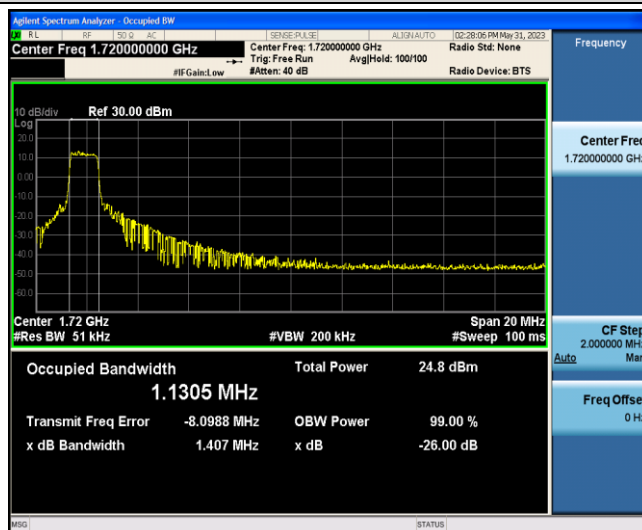 Agilent Spectrum Analyzer - Occupied BW
RL RF 50 Ω AC SENSE:PULSE ALIGN AUTO 02:28:06 PM May 31, 2023
Center Freq 1.720000000 GHz Center Freq: 1.720000000 GHz Radio Std: None
Trig: Free Run Avg|Hold: 100/100
#IFGain:Low #Atten: 40 dB Radio Device: BTS
Frequency
10 dB/div Ref 30.00 dBm
Log
20.0
10.0
0.00
-10.0
-20.0
-30.0
-40.0
-50.0
-60.0
Center 1.72 GHz Span 20 MHz
#Res BW 51 kHz #VBW 200 kHz #Sweep 100 ms
Occupied Bandwidth Total Power 24.8 dBm
1.1305 MHz
Transmit Freq Error -8.0988 MHz OBW Power 99.00 %
x dB Bandwidth 1.407 MHz x dB -26.00 dB
Center Freq
1.720000000 GHz
CF Step
2.000000 MHz
Auto Man
Freq Offse
0 Hz
MSG STATUS